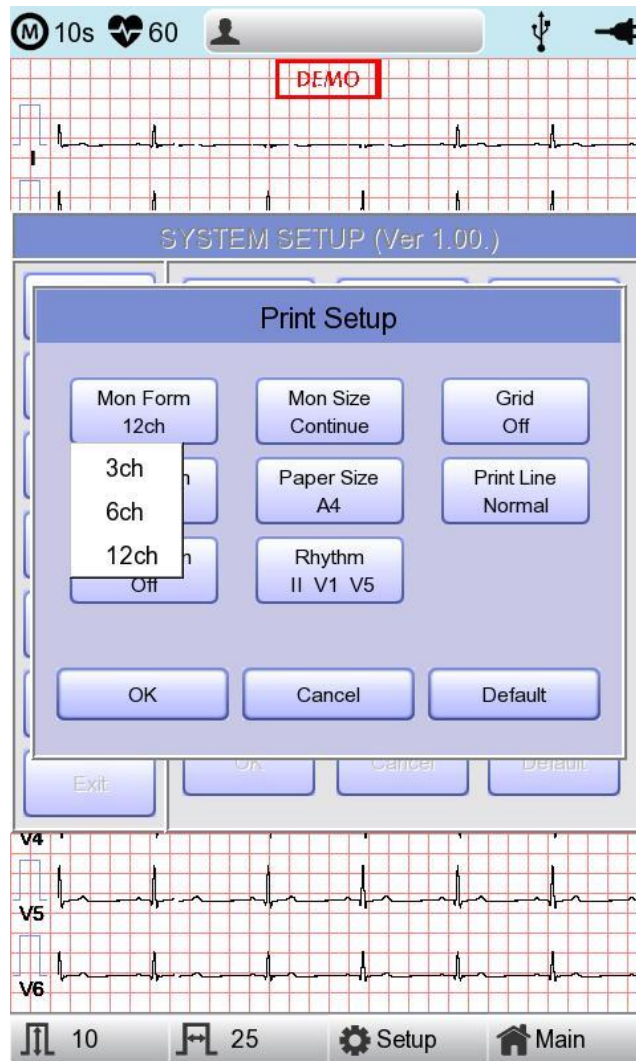 M 10s 60
DEMO
I
SYSTEM SETUP (Ver 1.00.)
Print Setup
Mon Form
12ch
Mon Size
Continue
Grid
Off
3ch
6ch
12ch
Paper Size
A4
Print Line
Normal
Off
Rhythm
II V1 V5
OK
Cancel
Default
Exit
OK
Cancel
Default
V4
V5
V6
10
25
Setup
Main